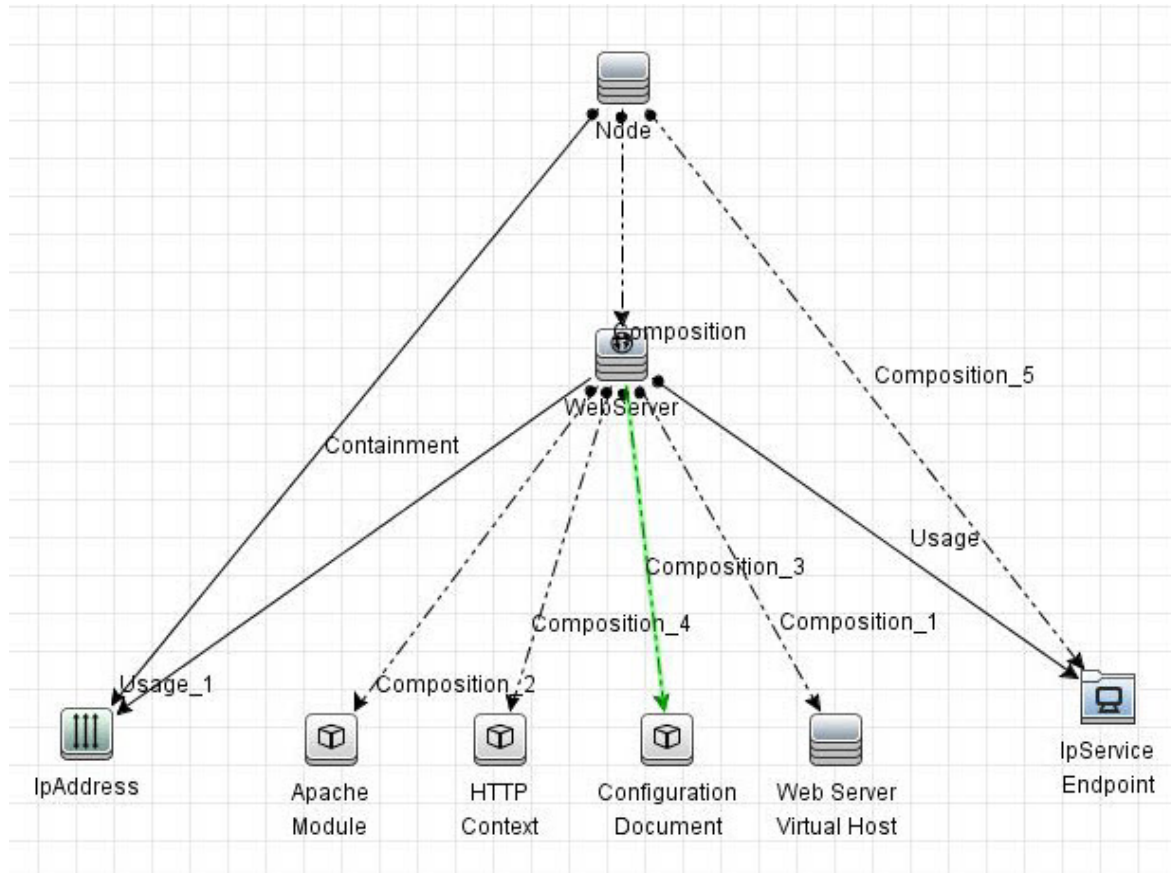 Node
Composition
Composition_5
WebServer
Containment
Usage
Composition_3
Composition_4
Composition_1
Usage_1
Composition_2
IpAddress
Apache
Module
HTTP
Context
Configuration
Document
Web Server
Virtual Host
IpService
Endpoint